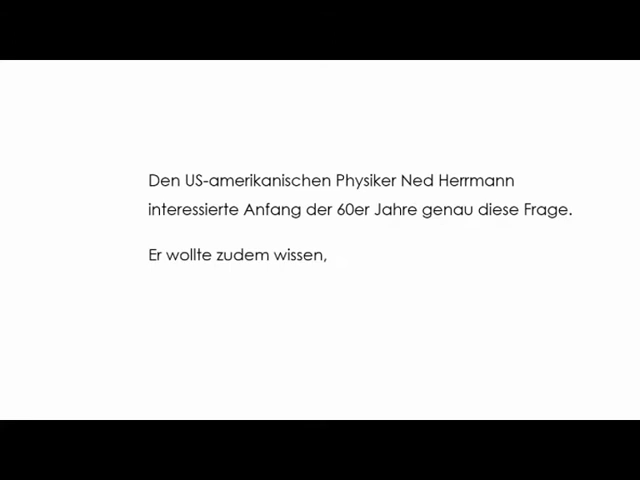 Den US-amerikanischen Physiker Ned Herrmann
interessierte Anfang der 60er Jahre genau diese Frage.
Er wollte zudem wissen,